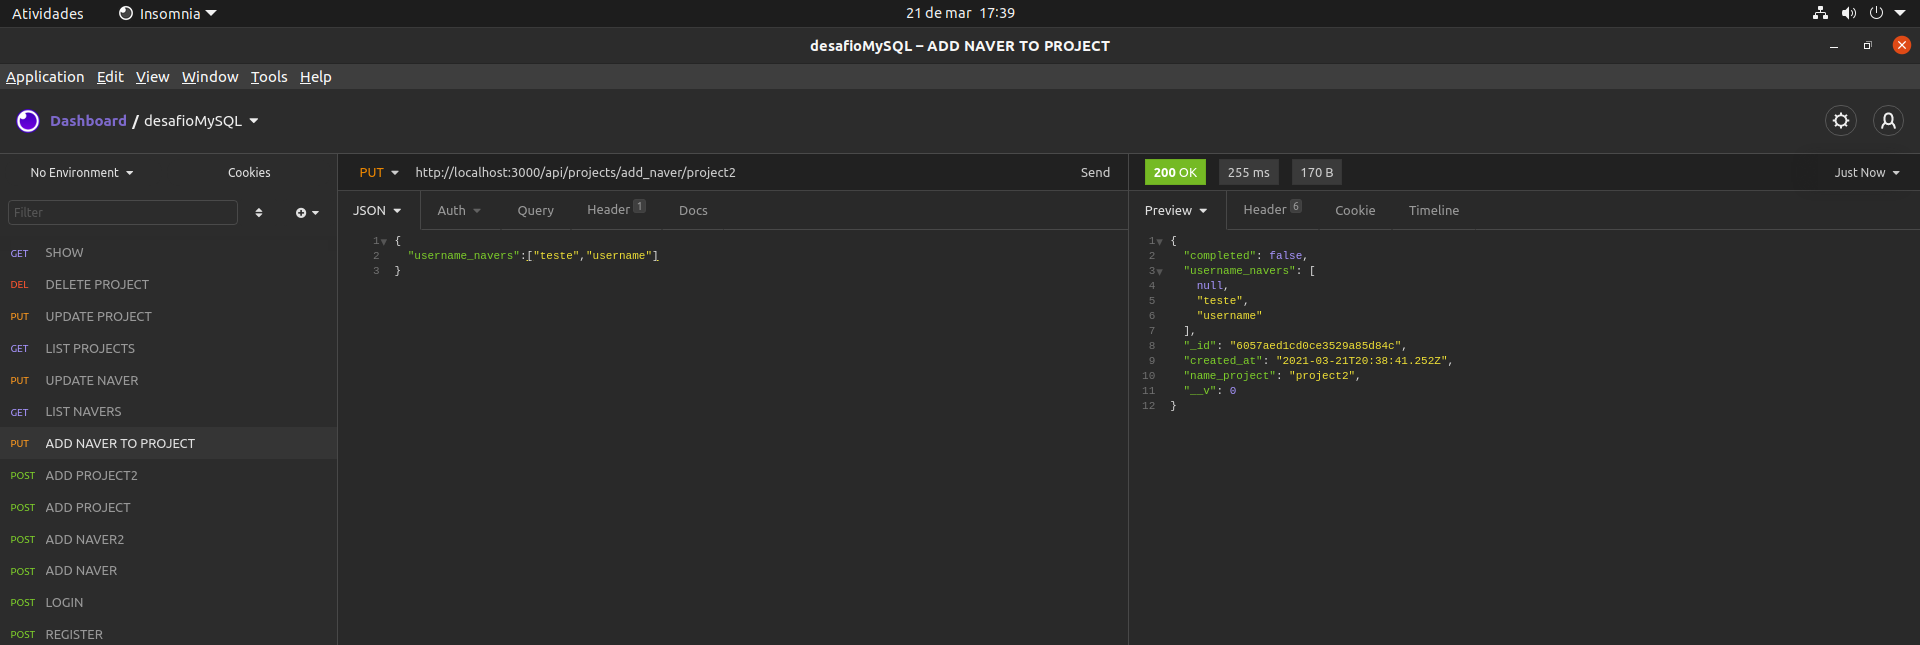 Atividades Insomnia 21 de mar 17:39
desafioMySQL – ADD NAVER TO PROJECT
Application Edit View Window Tools Help
Dashboard / desafioMySQL
No Environment Cookies
Filter
GET SHOW
DEL DELETE PROJECT
PUT UPDATE PROJECT
GET LIST PROJECTS
PUT UPDATE NAVER
GET LIST NAVERS
PUT ADD NAVER TO PROJECT
POST ADD PROJECT2
POST ADD PROJECT
POST ADD NAVER2
POST ADD NAVER
POST LOGIN
POST REGISTER
PUT http://localhost:3000/api/projects/add_naver/project2 Send
JSON Auth Query Header 1 Docs
1 {
2 "username_navers":["teste","username"]
3 }
200 OK 255 ms 170 B Just Now
Preview Header 6 Cookie Timeline
1 {
2 "completed": false,
3 "username_navers": [
4 null,
5 "teste",
6 "username"
7 ],
8 "_id": "6057aed1cd0ce3529a85d84c",
9 "created_at": "2021-03-21T20:38:41.252Z",
10 "name_project": "project2",
11 "__v": 0
12 }